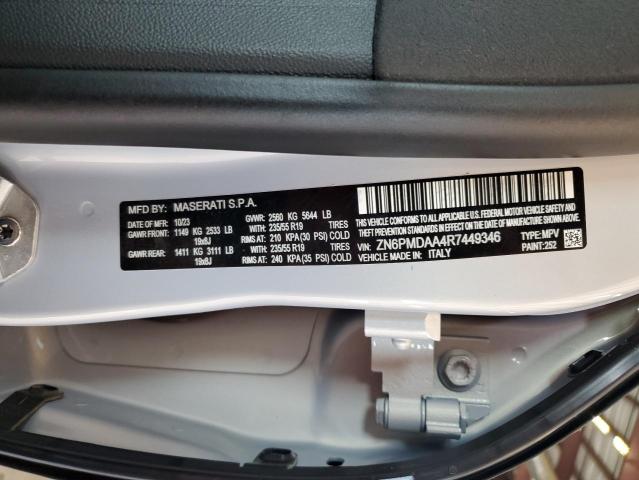 MFD BY: MASERATI S.P.A.
DATE OF MFR: 10/23 GVWR: 2560 KG 5644 LB
GAWR FRONT: 1149 KG 2533 LB WITH: 235/55 R19 TIRES
19x8J RIMS AT: 210 KPA (30 PSI) COLD
GAWR REAR: 1411 KG 3111 LB WITH: 235/55 R19 TIRES
19x8J RIMS AT: 240 KPA (35 PSI) COLD
THIS VEHICLE CONFORMS TO ALL APPLICABLE U.S. FEDERAL MOTOR VEHICLE SAFETY
BUMPER AND THEFT PREVENTION STANDARDS IN EFFECT ON THE DATE OF MANUFACTURE SHOWN ABOVE
VIN: ZN6PMDAA4R7449346 TYPE: MPV
VEHICLE MADE IN: ITALY PAINT: 252